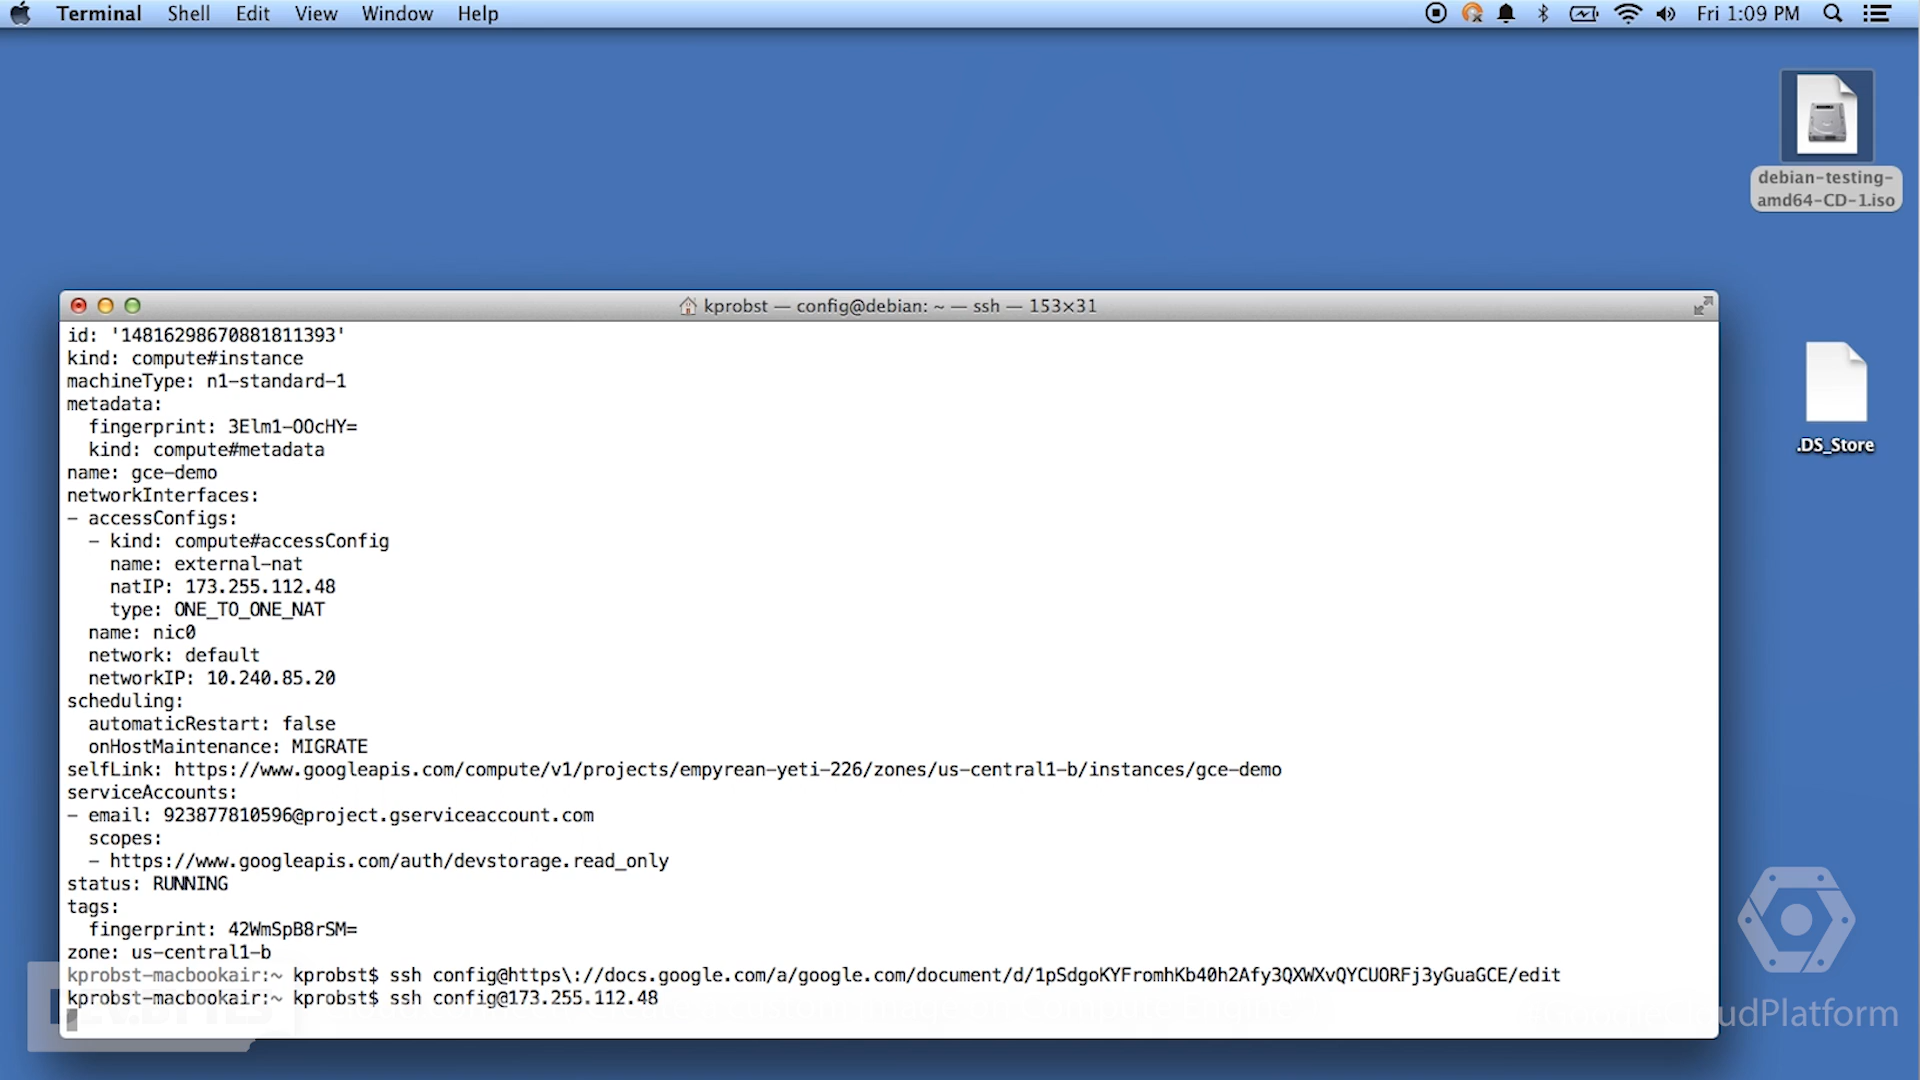 Terminal Shell Edit View Window Help
Fri 1:09 PM
debian-testing-
amd64-CD-1.iso
.DS_Store
kprobst — config@debian: ~ — ssh — 153×31
id: '14816298670881811393'
kind: compute#instance
machineType: n1-standard-1
metadata:
  fingerprint: 3Elm1-OOcHY=
  kind: compute#metadata
name: gce-demo
networkInterfaces:
- accessConfigs:
  - kind: compute#accessConfig
    name: external-nat
    natIP: 173.255.112.48
    type: ONE_TO_ONE_NAT
  name: nic0
  network: default
  networkIP: 10.240.85.20
scheduling:
  automaticRestart: false
  onHostMaintenance: MIGRATE
selfLink: https://www.googleapis.com/compute/v1/projects/empyrean-yeti-226/zones/us-central1-b/instances/gce-demo
serviceAccounts:
- email: 923877810596@project.gserviceaccount.com
  scopes:
  - https://www.googleapis.com/auth/devstorage.read_only
status: RUNNING
tags:
  fingerprint: 42WmSpB8rSM=
zone: us-central1-b
kprobst-macbookair:~ kprobst$ ssh config@https\://docs.google.com/a/google.com/document/d/1pSdgoKYFromhKb40h2Afy3QXWXvQYCUORFj3yGuaGCE/edit
kprobst-macbookair:~ kprobst$ ssh config@173.255.112.48